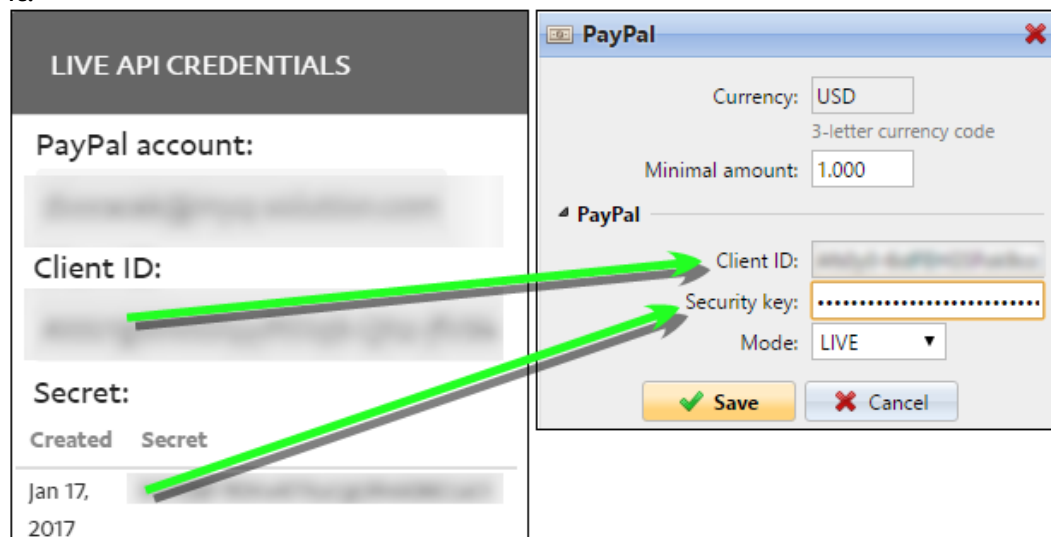 LIVE API CREDENTIALS
PayPal account:
Client ID:
Secret:
Created Secret
Jan 17,
2017
PayPal
Currency: USD
3-letter currency code
Minimal amount: 1.000
PayPal
Client ID:
Security key:
Mode: LIVE
Save Cancel